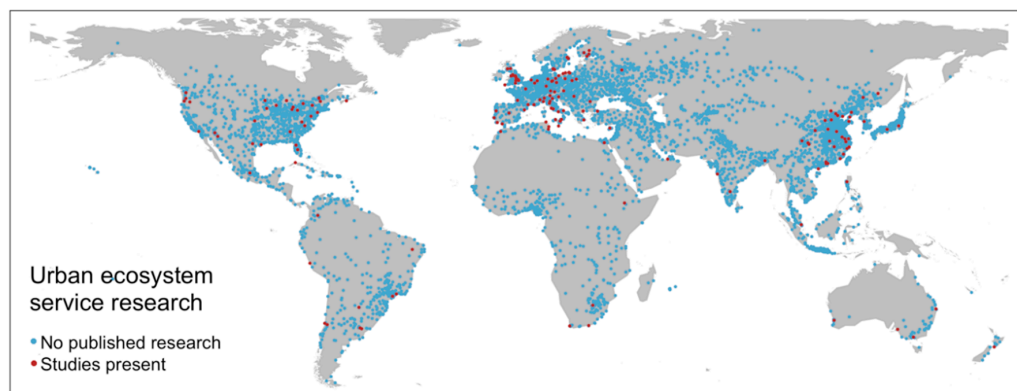 Urban ecosystem
service research
No published research
Studies present